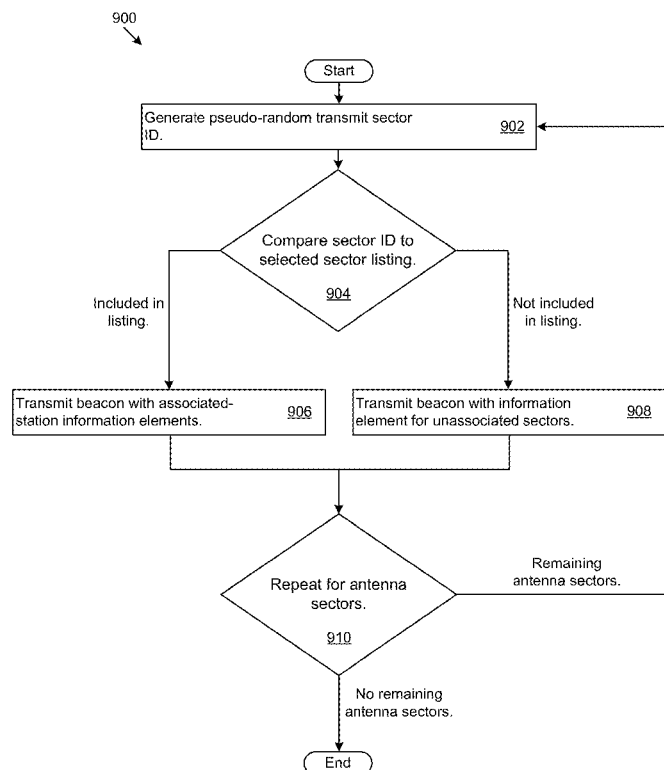 900
Start
Generate pseudo-random transmit sector
ID.
902
Compare sector ID to
selected sector listing.
904
Included in
listing.
Not included
in listing.
Transmit beacon with associated-
station information elements.
906
Transmit beacon with information
element for unassociated sectors.
908
Repeat for antenna
sectors.
910
Remaining
antenna sectors.
No remaining
antenna sectors.
End